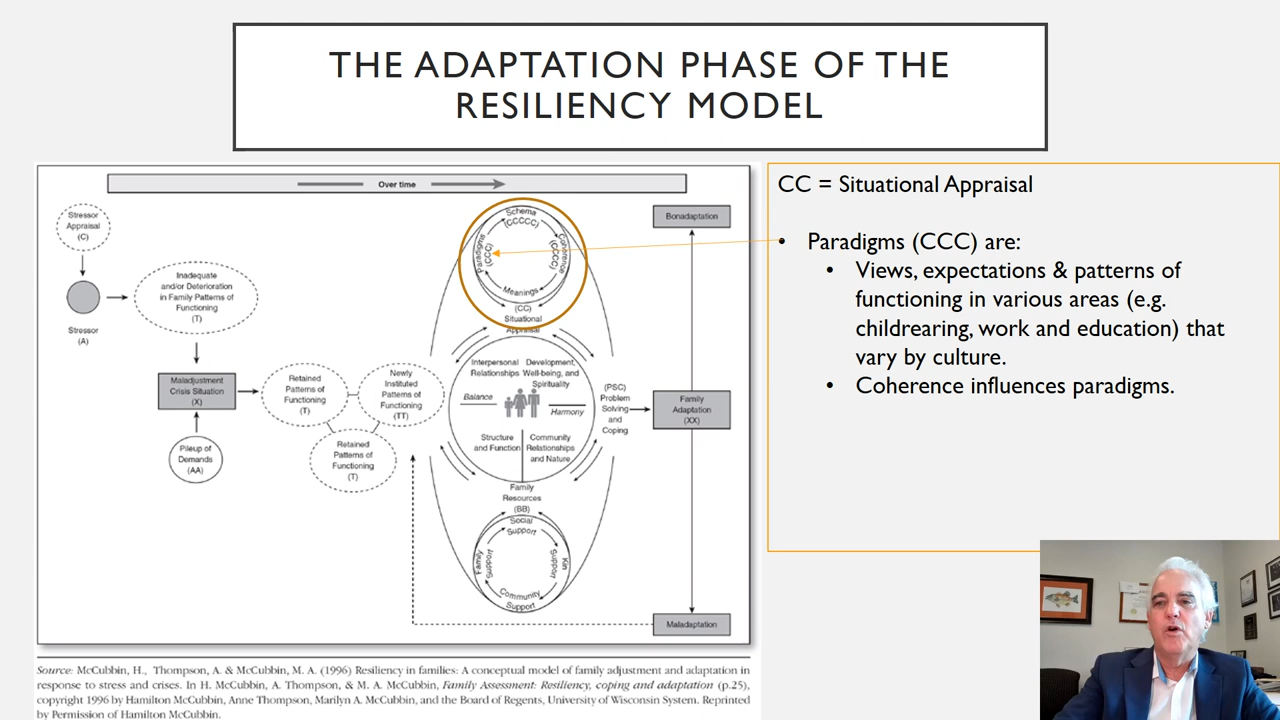 THE ADAPTATION PHASE OF THE
RESILIENCY MODEL
Over time
Stressor
Appraisal
(C)
Stressor
(A)
Inadequate
and/or Deterioration
in Family Patterns of
Functioning
(T)
Maladjustment
Crisis Situation
(X)
Pileup of
Demands
(AA)
Retained
Patterns of
Functioning
(T)
Newly
Instituted
Patterns of
Functioning
(TT)
Retained
Patterns of
Functioning
(T)
Schema
(CCCCC)
Paradigms
(CCC)
Coherence
(CCCC)
Meanings
(CC)
Situational
Appraisal
Interpersonal
Relationships
Development,
Well-being, and
Spirituality
Balance
Harmony
Structure
and Function
Community
Relationships
and Nature
Family
Resources
(BB)
Social
Support
Family
Support
Kin
Support
Community
Support
(PSC)
Problem
Solving
and
Coping
Bonadaptation
Family
Adaptation
(XX)
Maladaptation
CC = Situational Appraisal
• Paradigms (CCC) are:
• Views, expectations & patterns of
functioning in various areas (e.g.
childrearing, work and education) that
vary by culture.
• Coherence influences paradigms.
Source: McCubbin, H., Thompson, A. & McCubbin, M. A. (1996) Resiliency in families: A conceptual model of family adjustment and adaptation in
response to stress and crises. In H. McCubbin, A. Thompson, & M. A. McCubbin, Family Assessment: Resiliency, coping and adaptation (p.25),
copyright 1996 by Hamilton McCubbin, Anne Thompson, Marilyn A. McCubbin, and the Board of Regents, University of Wisconsin System. Reprinted
by Permission of Hamilton McCubbin.